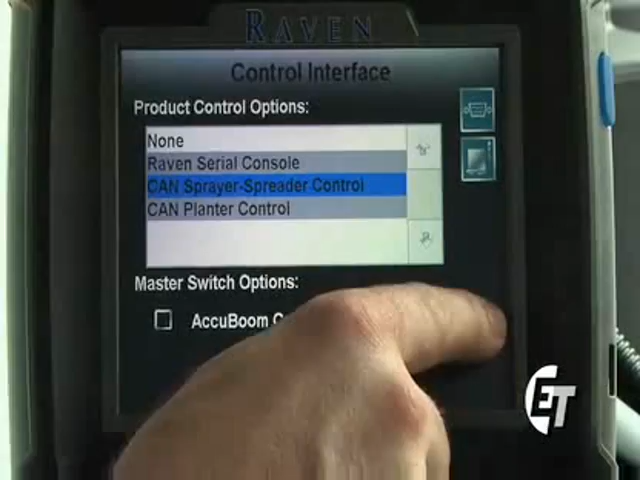 RAVEN
Control Interface
Product Control Options:
None
Raven Serial Console
CAN Sprayer-Spreader Control
CAN Planter Control
Master Switch Options:
AccuBoom
ET